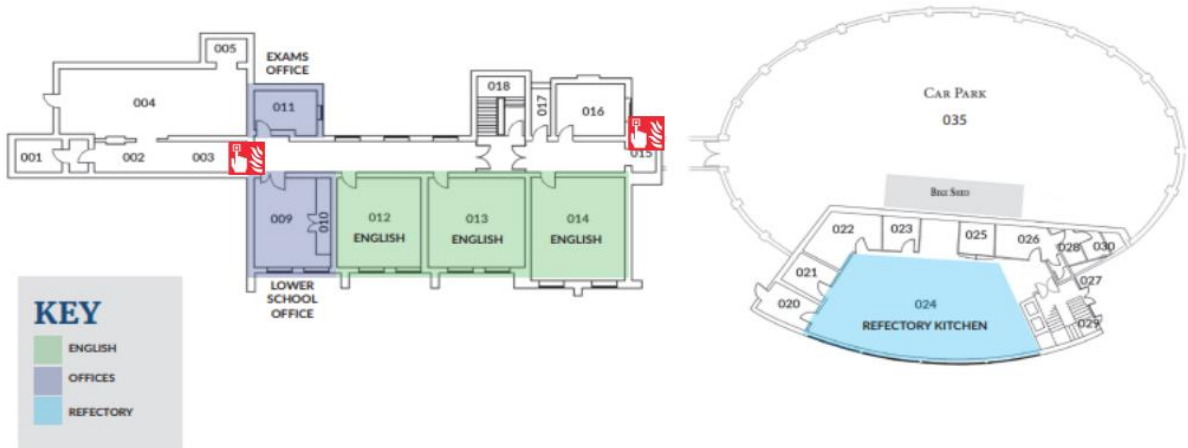 005
EXAMS
OFFICE
004
011
018
017
016
001
002
003
015
009
010
012
ENGLISH
013
ENGLISH
014
ENGLISH
LOWER
SCHOOL
OFFICE
KEY
ENGLISH
OFFICES
REFECTORY
CAR PARK
035
BIKE SHED
022
023
025
026
028
030
021
020
024
REFECTORY KITCHEN
027
029